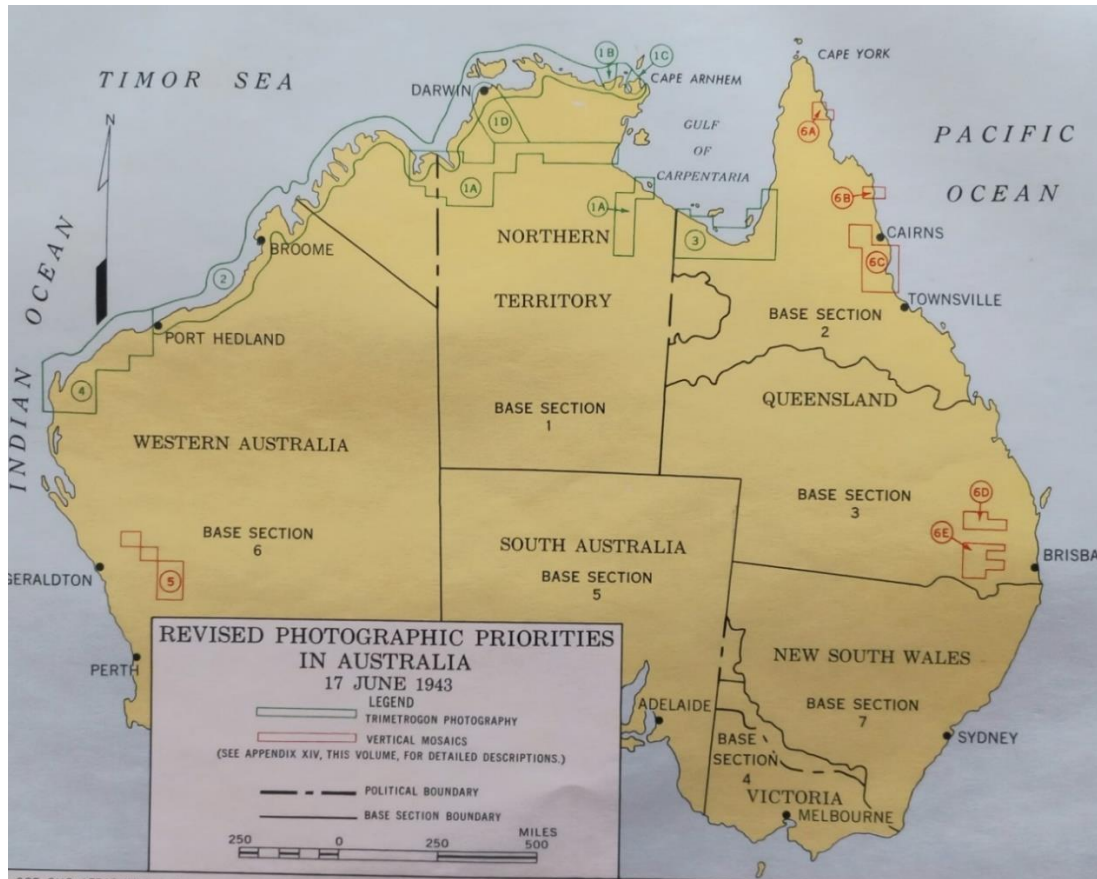 TIMOR SEA
DARWIN
1B
1C
CAPE ARNHEM
1D
N
CAPE YORK
6A
GULF
OF
CARPENTARIA
PACIFIC
OCEAN
1A
1A
6B
CAIRNS
3
6C
NORTHERN
TERRITORY
BASE SECTION
1
BROOME
2
INDIAN OCEAN
PORT HEDLAND
4
TOWNSVILLE
BASE SECTION
2
QUEENSLAND
WESTERN AUSTRALIA
BASE SECTION
6
BASE SECTION
3
6D
6E
BRISBA
SOUTH AUSTRALIA
BASE SECTION
5
GERALDTON
5
PERTH
NEW SOUTH WALES
BASE SECTION
7
ADELAIDE
SYDNEY
BASE
SECTION
4
VICTORIA
MELBOURNE
REVISED PHOTOGRAPHIC PRIORITIES
IN AUSTRALIA
17 JUNE 1943
LEGEND
TRIMETROGON PHOTOGRAPHY
VERTICAL MOSAICS
(SEE APPENDIX XIV, THIS VOLUME, FOR DETAILED DESCRIPTIONS.)
POLITICAL BOUNDARY
BASE SECTION BOUNDARY
MILES
250 0 250 500